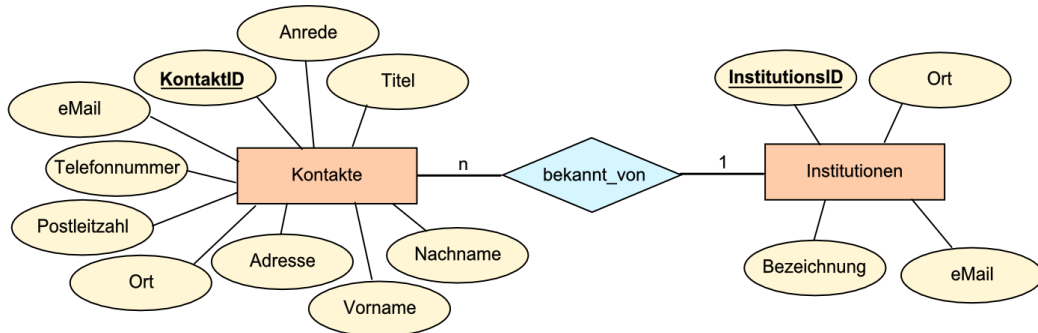 Anrede
KontaktID
Titel
eMail
Telefonnummer
Postleitzahl
Ort
Adresse
Vorname
Nachname
Kontakte
n
bekannt_von
1
InstitutionsID
Ort
Institutionen
Bezeichnung
eMail